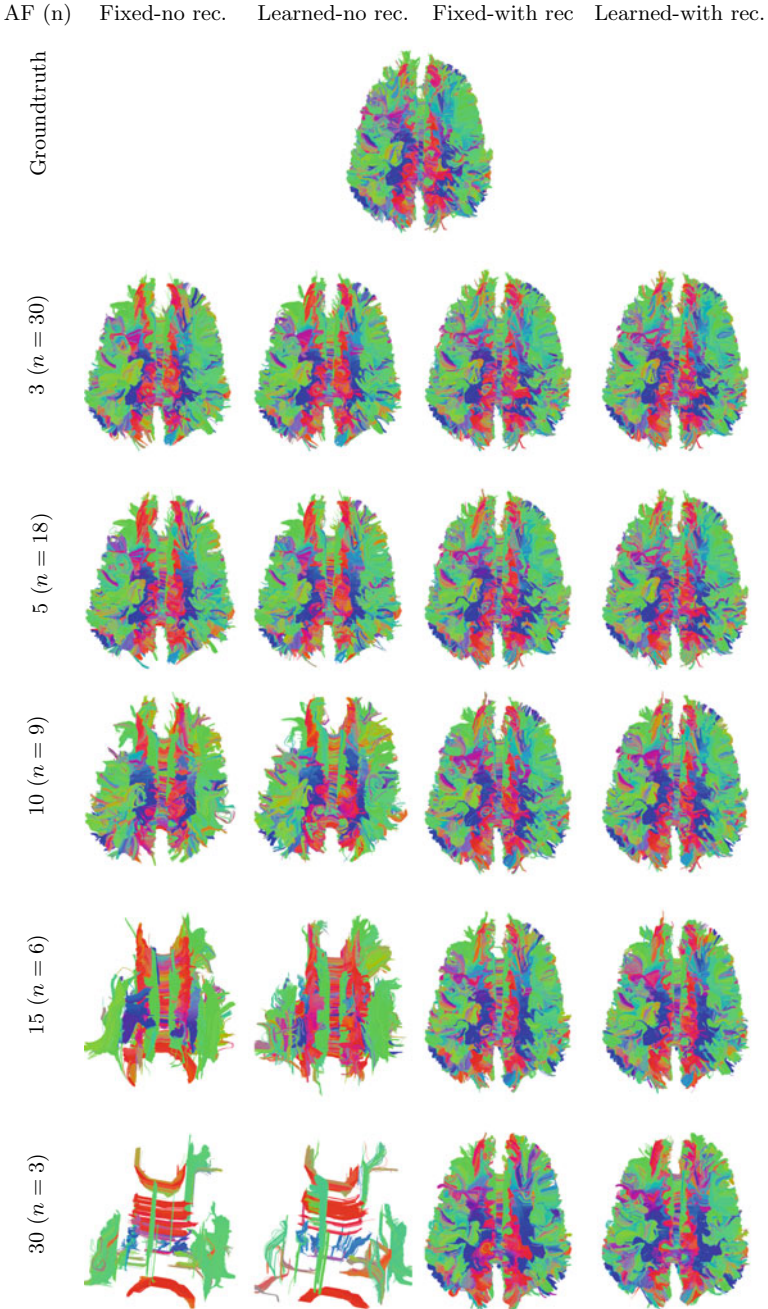 AF (n) Fixed-no rec. Learned-no rec. Fixed-with rec Learned-with rec.
Groundtruth
3 (n = 30)
5 (n = 18)
10 (n = 9)
15 (n = 6)
30 (n = 3)